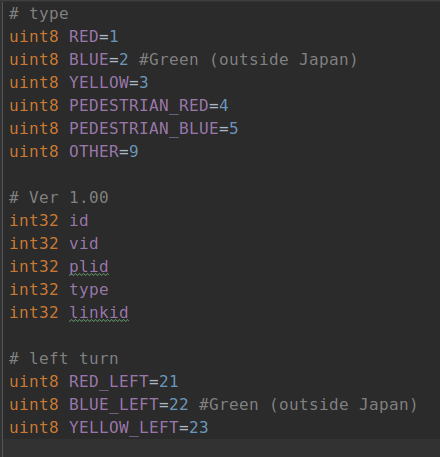 # type
uint8 RED=1
uint8 BLUE=2 #Green (outside Japan)
uint8 YELLOW=3
uint8 PEDESTRIAN_RED=4
uint8 PEDESTRIAN_BLUE=5
uint8 OTHER=9

# Ver 1.00
int32 id
int32 vid
int32 plid
int32 type
int32 linkid

# left turn
uint8 RED_LEFT=21
uint8 BLUE_LEFT=22 #Green (outside Japan)
uint8 YELLOW_LEFT=23